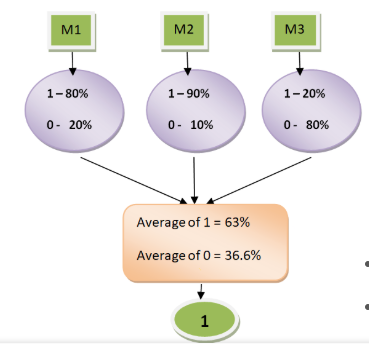 M1 M2 M3
1 – 80% 1 – 90% 1 – 20%
0 - 20% 0 - 10% 0 - 80%
Average of 1 = 63%
Average of 0 = 36.6%
1